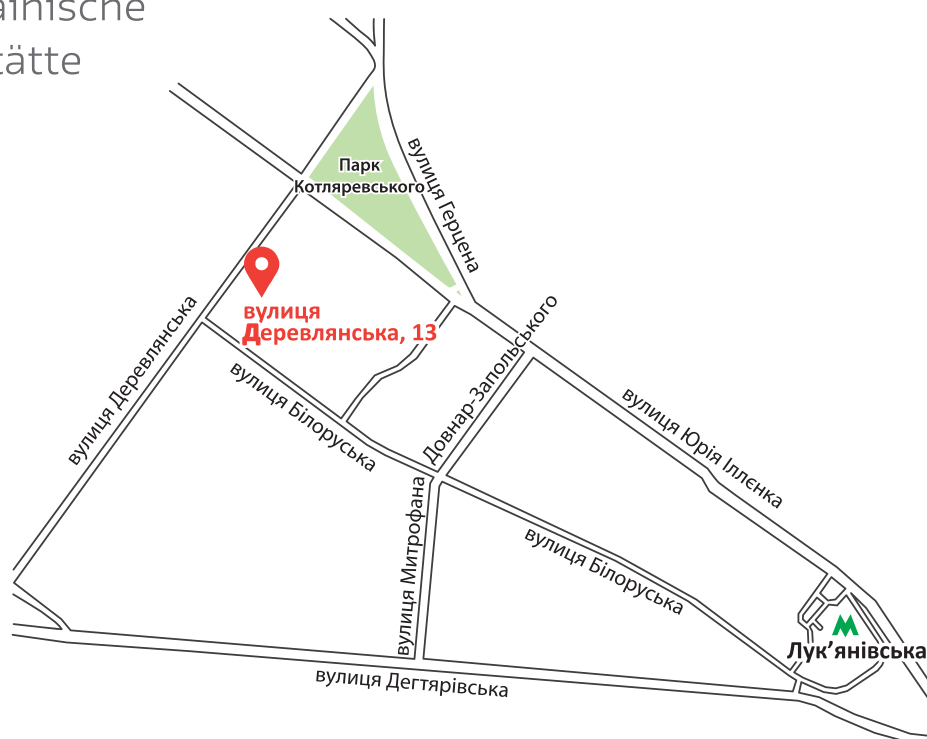 ainische
tätte
Парк
Котляревського
вулиця Герцена
вулиця
Деревлянська, 13
вулиця Деревлянська
вулиця Білоруська
Довнар-Запольського
вулиця Митрофана
вулиця Юрія Іллєнка
вулиця Білоруська
Лук’янівська
вулиця Дегтярівська